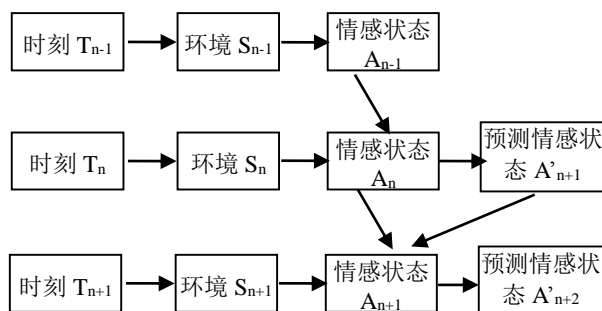 时刻 Tn-1
环境 Sn-1
情感状态
An-1
时刻 Tn
环境 Sn
情感状态
An
预测情感状
态 A’n+1
时刻 Tn+1
环境 Sn+1
情感状态
An+1
预测情感状
态 A’n+2